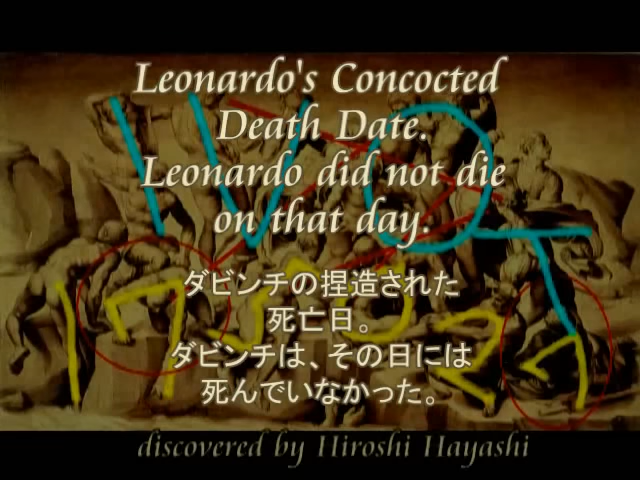 Leonardo's Concocted
Death Date.
Leonardo did not die
on that day.
ダビンチの捏造された
死亡日。
ダビンチは、その日には
死んでいなかった。
discovered by Hiroshi Hayashi